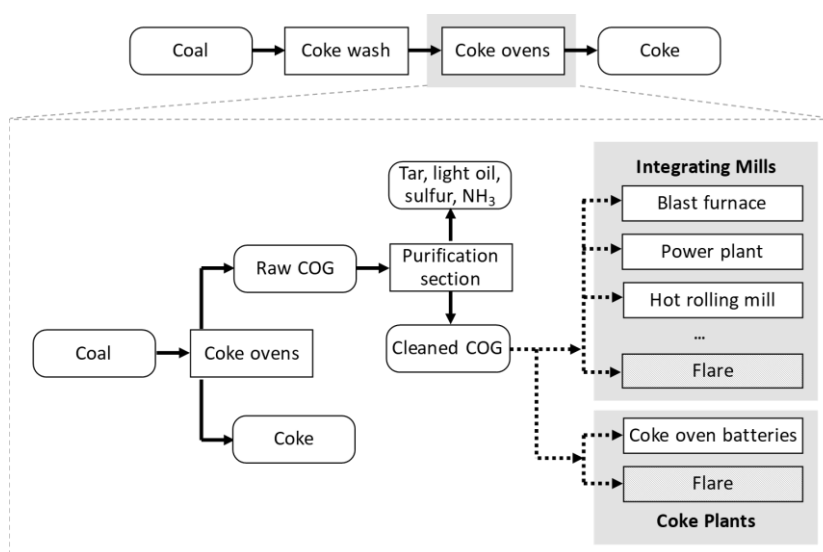 Coal
Coke wash
Coke ovens
Coke
Tar, light oil,
sulfur, NH₃
Raw COG
Purification
section
Coal
Coke ovens
Cleaned COG
Coke
Integrating Mills
Blast furnace
Power plant
Hot rolling mill
...
Flare
Coke oven batteries
Flare
Coke Plants